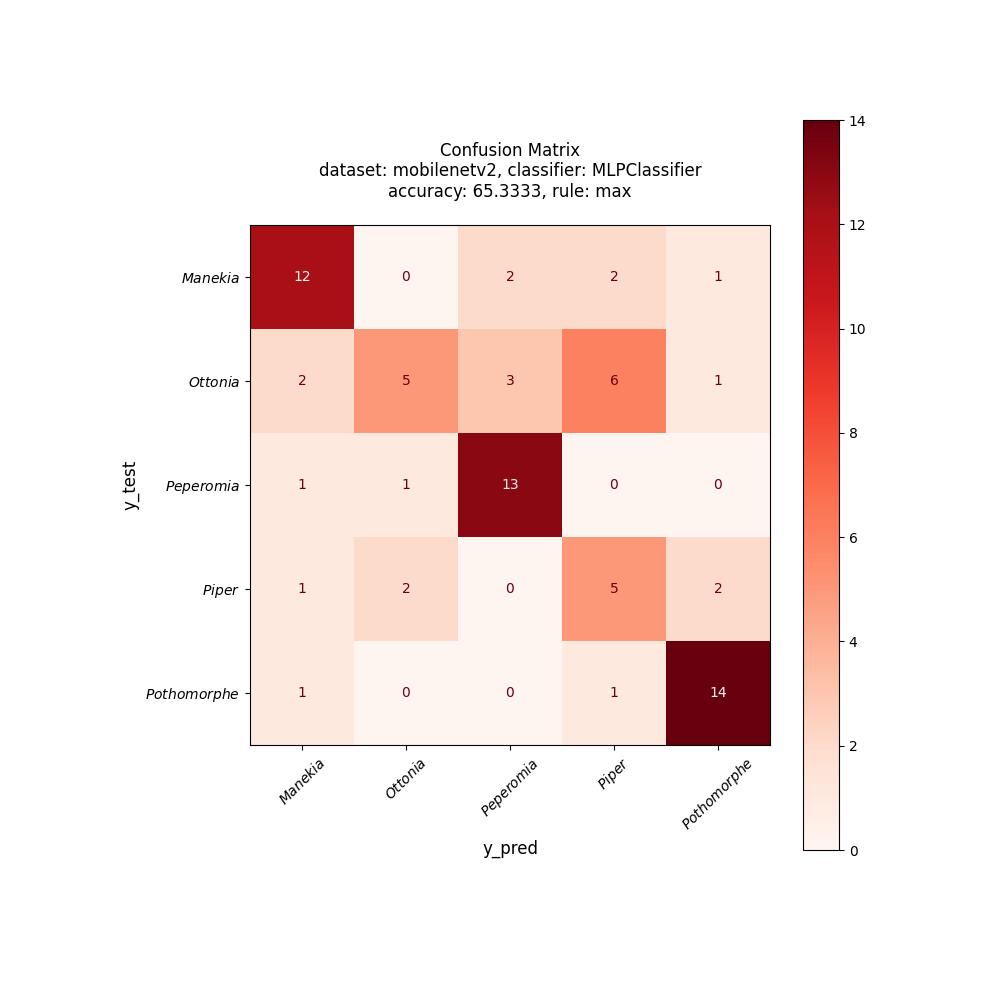 Confusion Matrix
dataset: mobilenetv2, classifier: MLPClassifier
accuracy: 65.3333, rule: max
y_test
Manekia 12 0 2 2 1
Ottonia 2 5 3 6 1
Peperomia 1 1 13 0 0
Piper 1 2 0 5 2
Pothomorphe 1 0 0 1 14
Manekia Ottonia Peperomia Piper Pothomorphe
y_pred
14
12
10
8
6
4
2
0